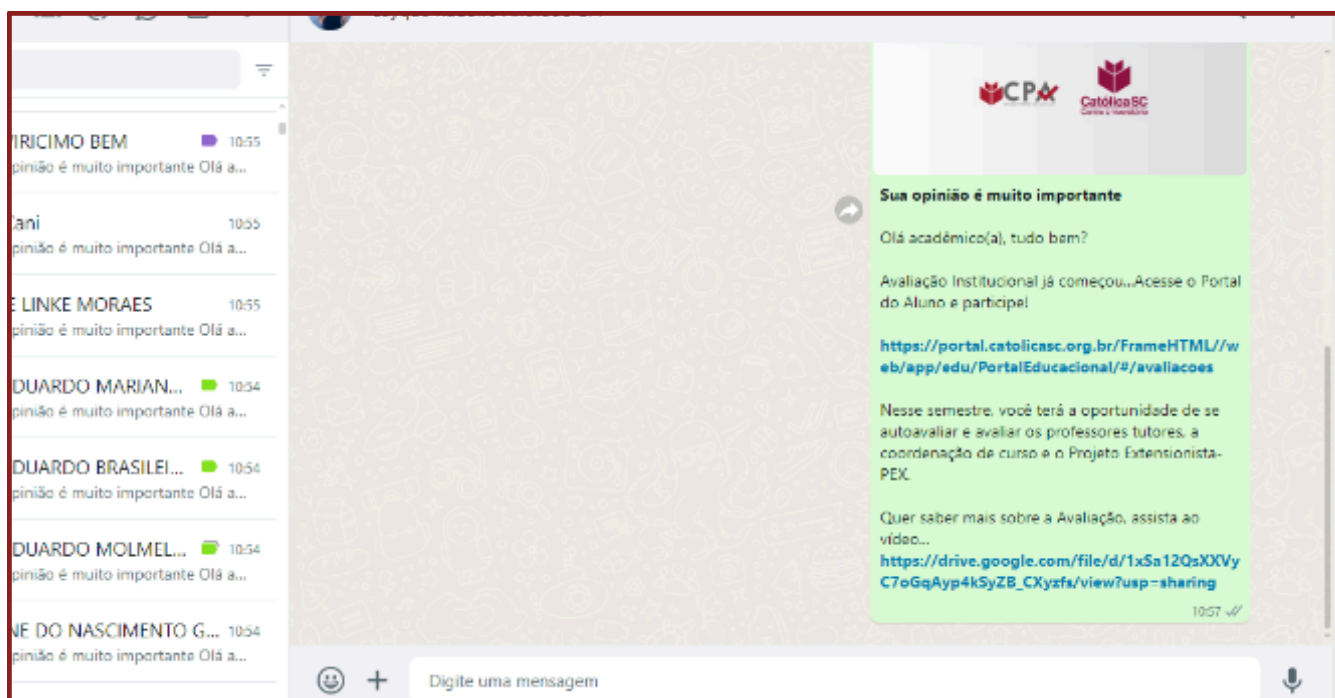 IRICIMO BEM 10:55
pinião é muito importante Olá a...
ani 10:55
pinião é muito importante Olá a...
E LINKE MORAES 10:55
pinião é muito importante Olá a...
DUARDO MARIAN... 10:54
pinião é muito importante Olá a...
DUARDO BRASILEI... 10:54
pinião é muito importante Olá a...
DUARDO MOLMEL... 10:54
pinião é muito importante Olá a...
NE DO NASCIMENTO G... 10:54
pinião é muito importante Olá a...
CPA
Católica SC
Centro Universitário
Sua opinião é muito importante
Olá acadêmico(a), tudo bem?
Avaliação Institucional já começou...Acesse o Portal
do Aluno e participe!
https://portal.catolicasc.org.br/FrameHTML//w
eb/app/edu/PortalEducacional/#/avaliacoes
Nesse semestre, você terá a oportunidade de se
autoavaliar e avaliar os professores tutores, a
coordenação de curso e o Projeto Extensionista-
PEX.
Quer saber mais sobre a Avaliação, assista ao
vídeo...
https://drive.google.com/file/d/1xSa12QsXXVy
C7oGqAyp4kSyZB_CXyzfs/view?usp=sharing
10:57
Digite uma mensagem